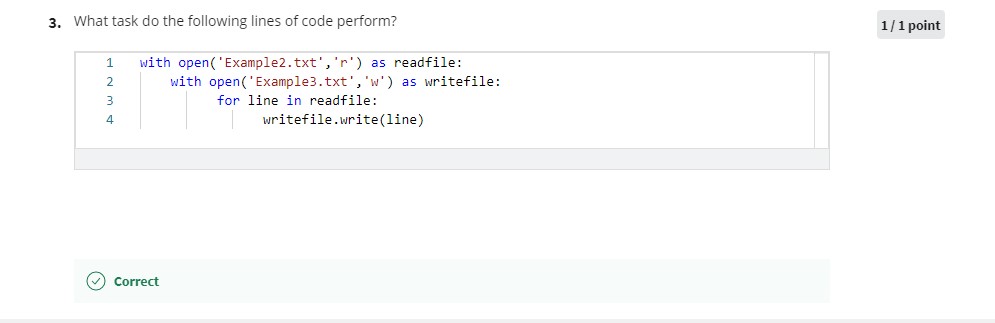 3. What task do the following lines of code perform?
1/1 point
1 with open('Example2.txt','r') as readfile:
2 with open('Example3.txt','w') as writefile:
3 for line in readfile:
4 writefile.write(line)
Correct